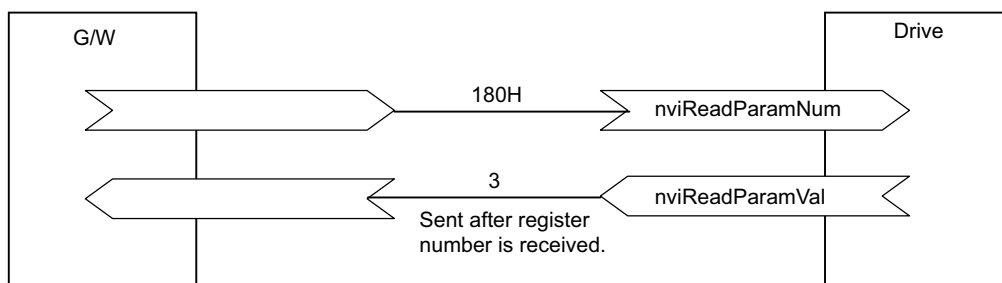 G/W
Drive
180H
nviReadParamNum
3
nviReadParamVal
Sent after register
number is received.